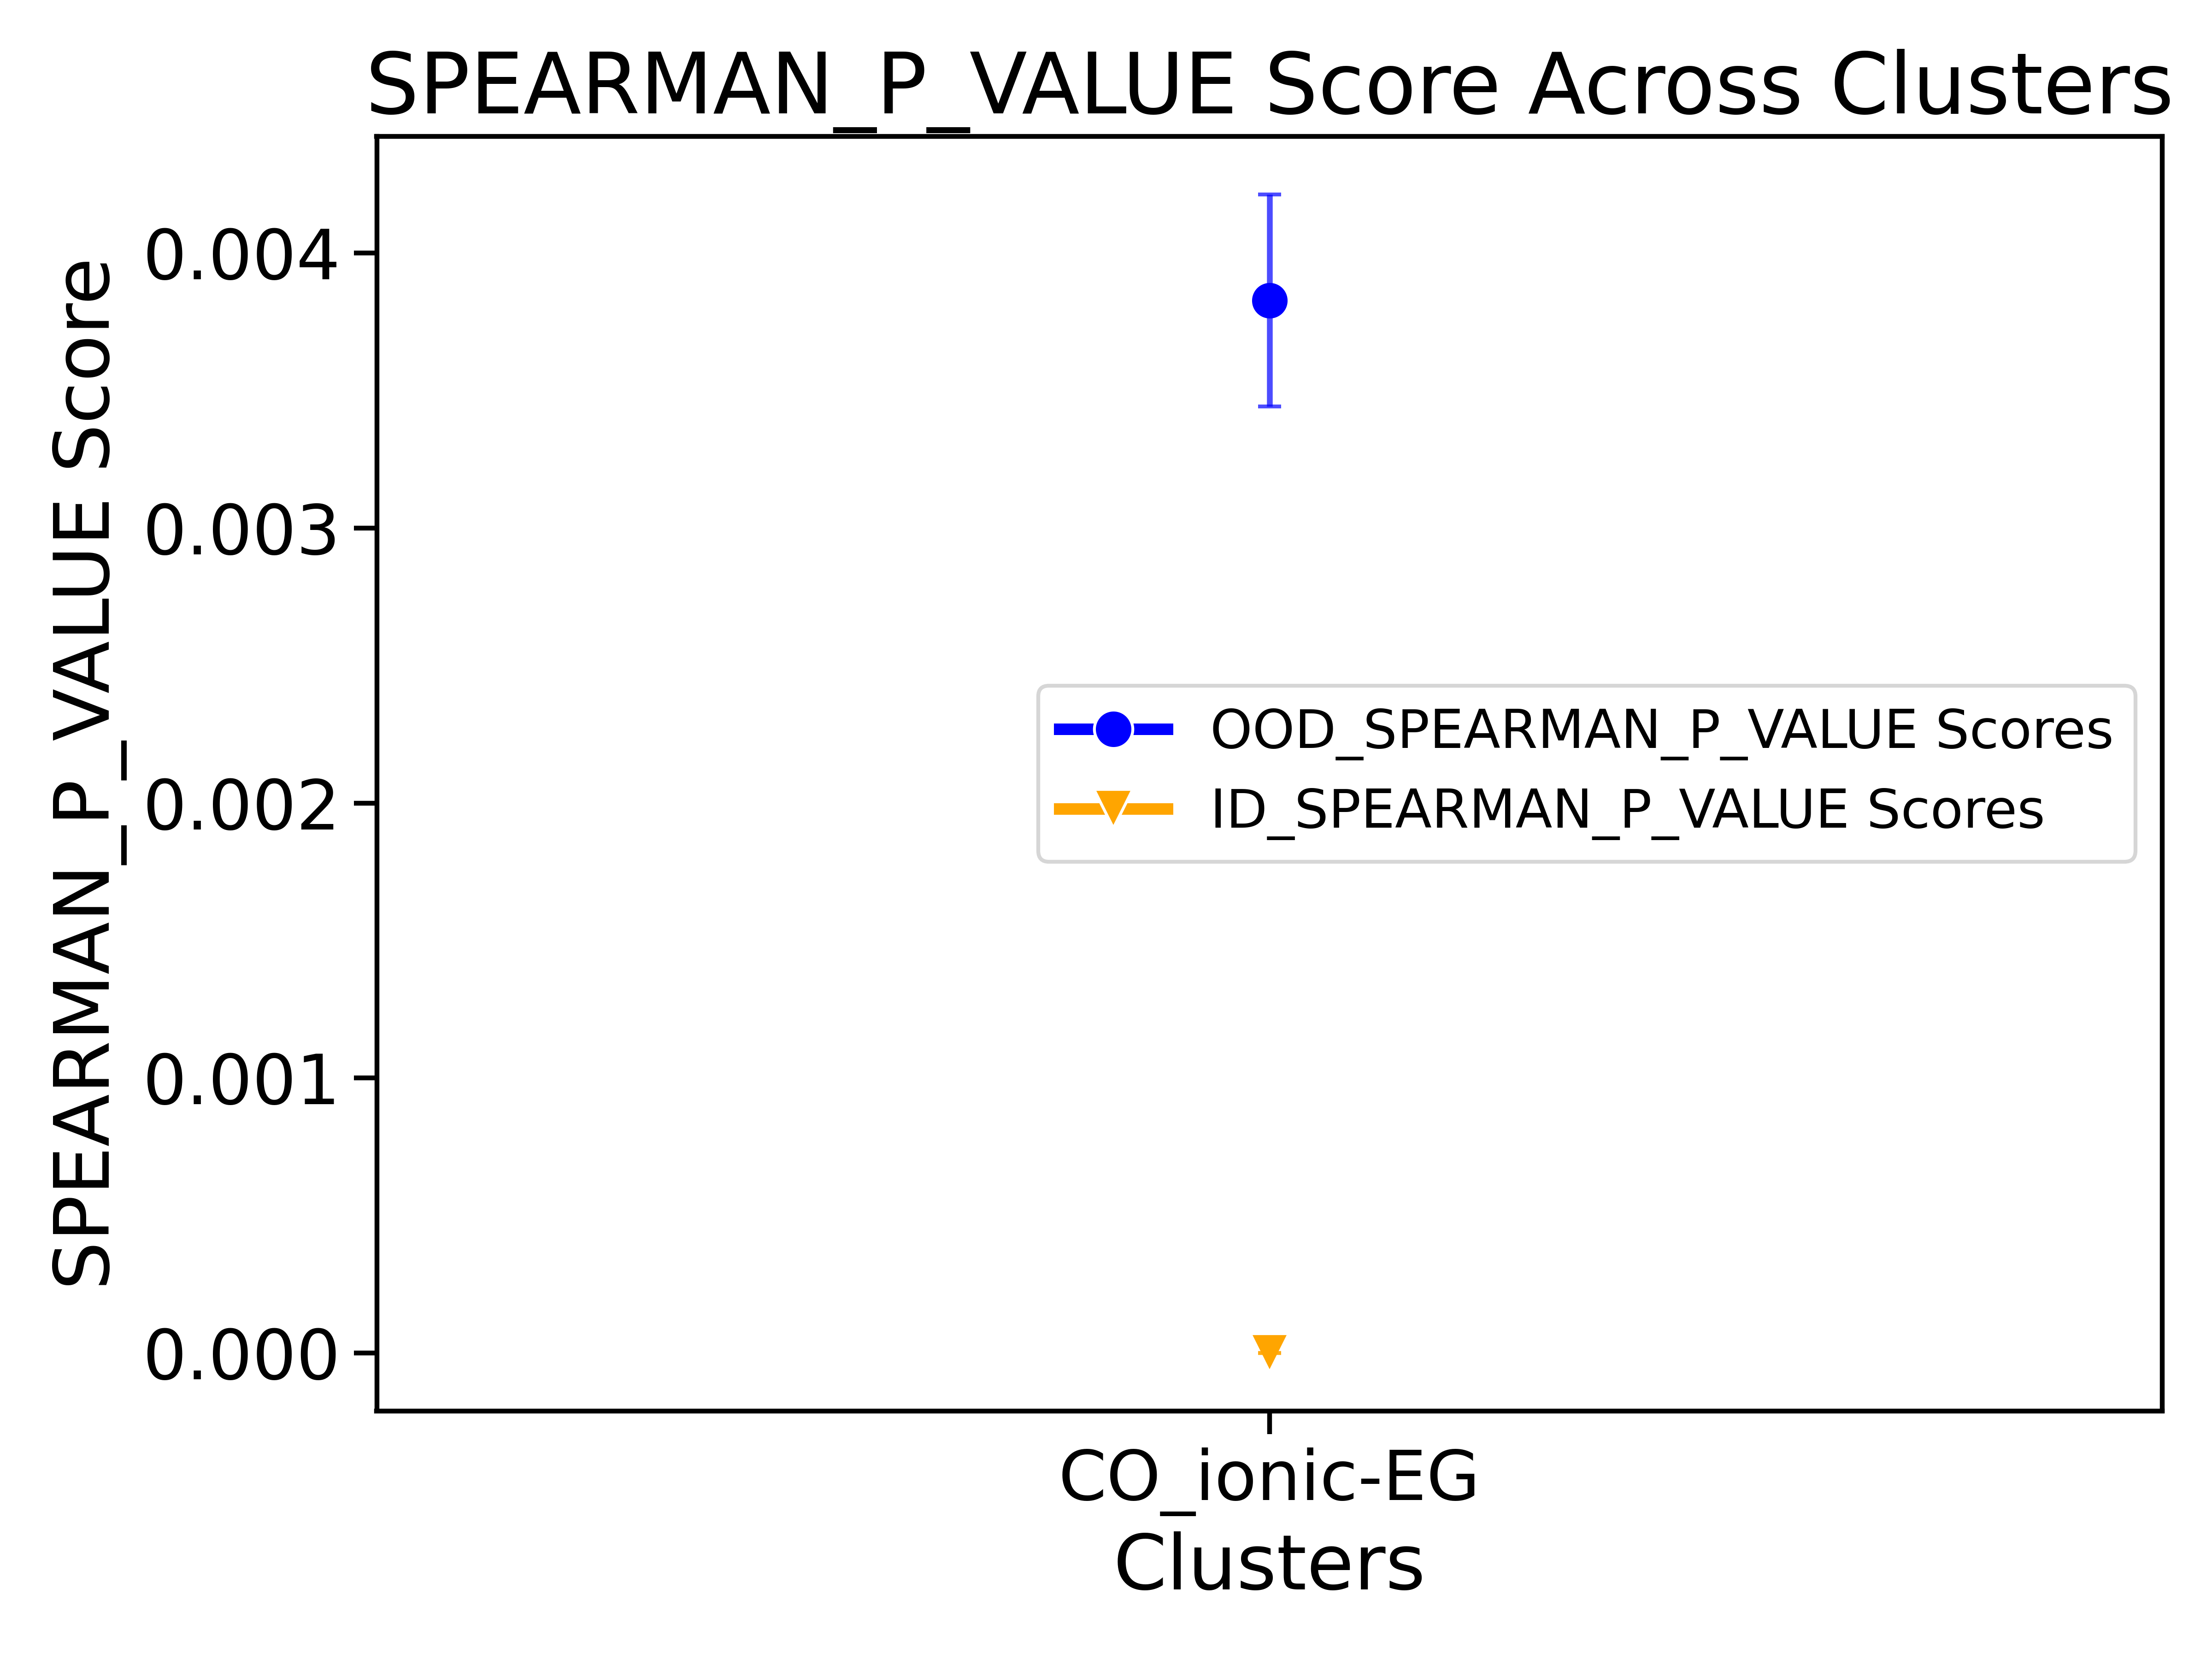 SPEARMAN_P_VALUE Score Across Clusters
SPEARMAN_P_VALUE Score
0.004
0.003
0.002
0.001
0.000
OOD_SPEARMAN_P_VALUE Scores
ID_SPEARMAN_P_VALUE Scores
CO_ionic-EG
Clusters